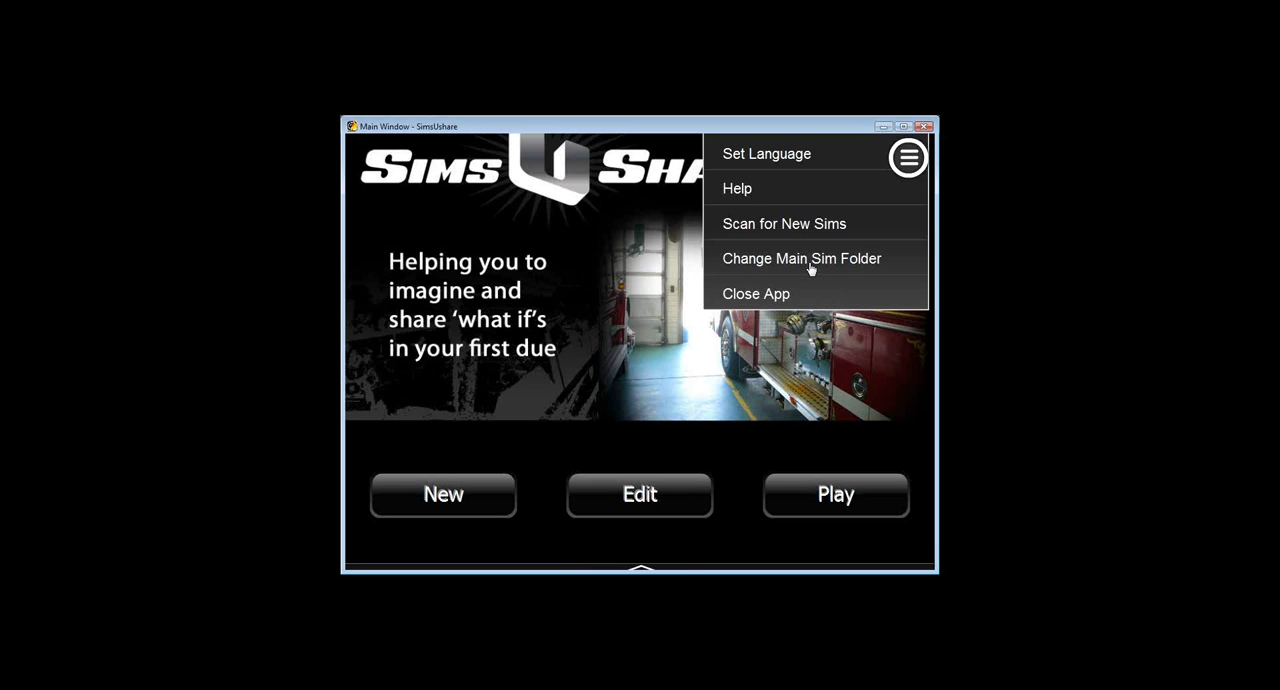 Main Window - SimsUshare
SIMS U SHA
Set Language
Help
Scan for New Sims
Change Main Sim Folder
Close App
Helping you to
imagine and
share ‘what if’s
in your first due
New
Edit
Play